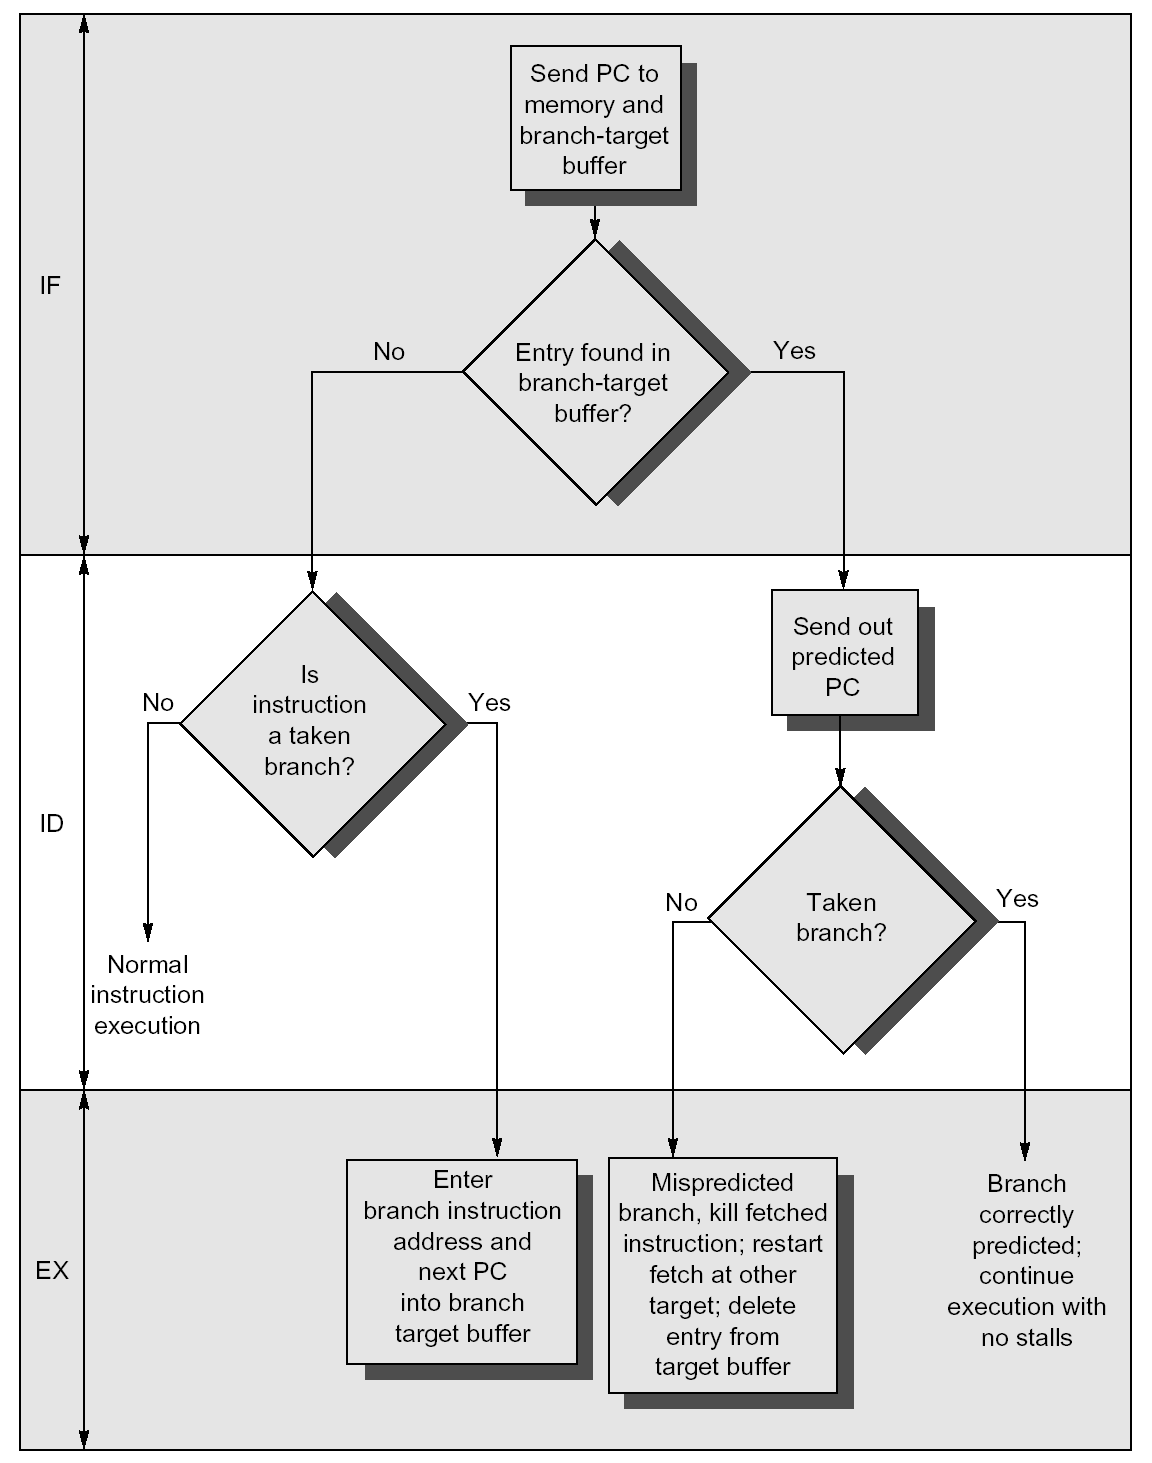 Send PC to
memory and
branch-target
buffer
IF
No
Entry found in
branch-target
buffer?
Yes
No
Is
instruction
a taken
branch?
Yes
Send out
predicted
PC
ID
Normal
instruction
execution
No
Taken
branch?
Yes
EX
Enter
branch instruction
address and
next PC
into branch
target buffer
Mispredicted
branch, kill fetched
instruction; restart
fetch at other
target; delete
entry from
target buffer
Branch
correctly
predicted;
continue
execution with
no stalls